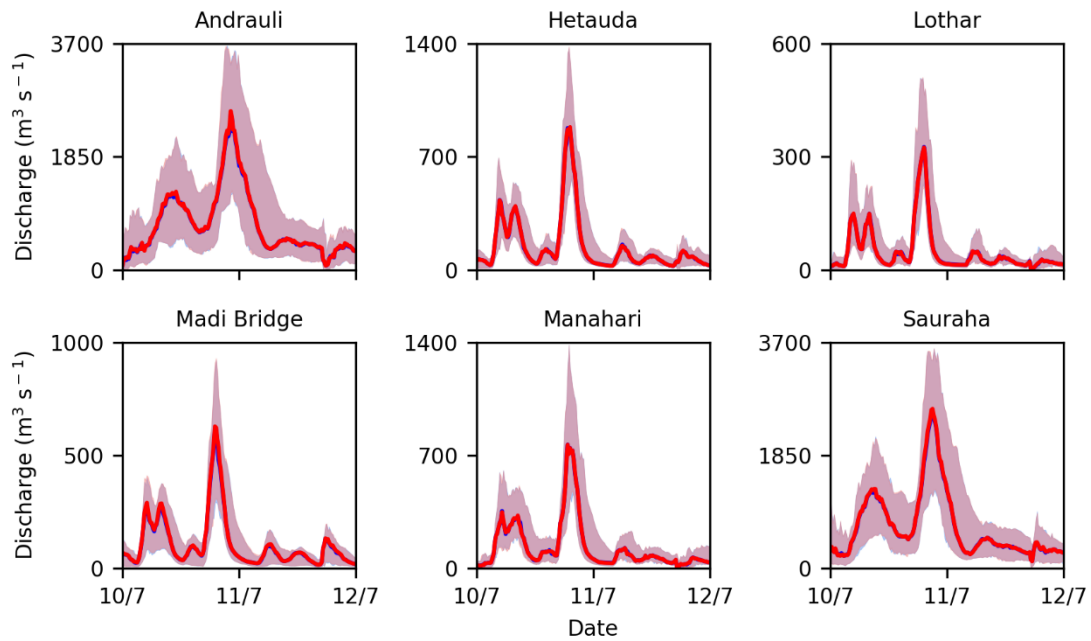 Andrauli
Hetauda
Lothar
3700
1850
0
Discharge (m³ s⁻¹)
1400
700
0
600
300
0
Madi Bridge
Manahari
Sauraha
1000
500
0
Discharge (m³ s⁻¹)
1400
700
0
3700
1850
0
10/7 11/7 12/7
10/7 11/7 12/7
10/7 11/7 12/7
Date